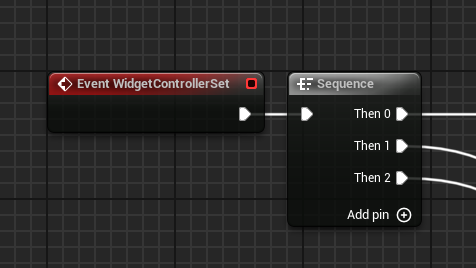 Event WidgetControllerSet
Sequence
Then 0
Then 1
Then 2
Add pin